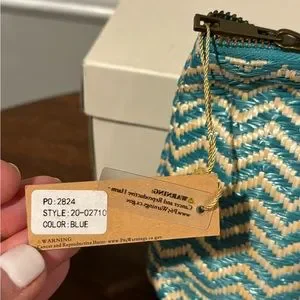 PO:2824
STYLE:20-02710
COLOR:BLUE
WARNING
Cancer and Reproductive Harm- www.P65Warnings.ca.gov
WARNING:
Cancer and Reproductive Harm
www.P65Warnings.ca.gov